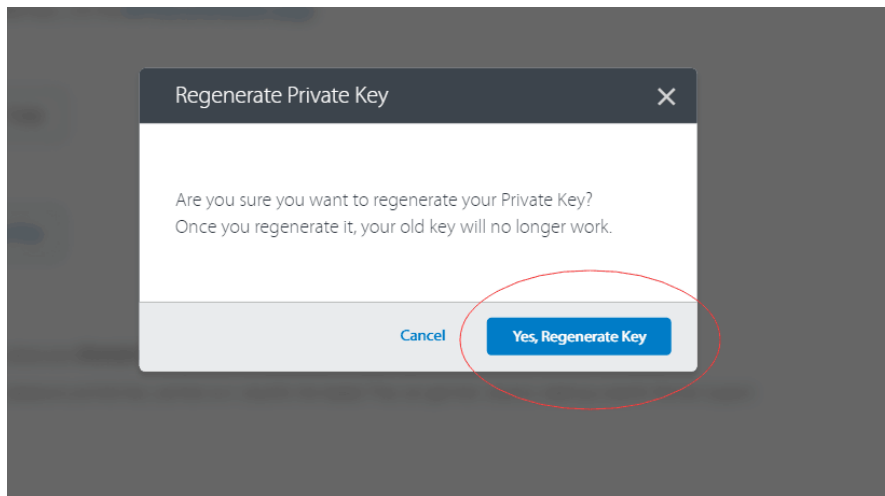 Regenerate Private Key
Are you sure you want to regenerate your Private Key?
Once you regenerate it, your old key will no longer work.
Cancel
Yes, Regenerate Key